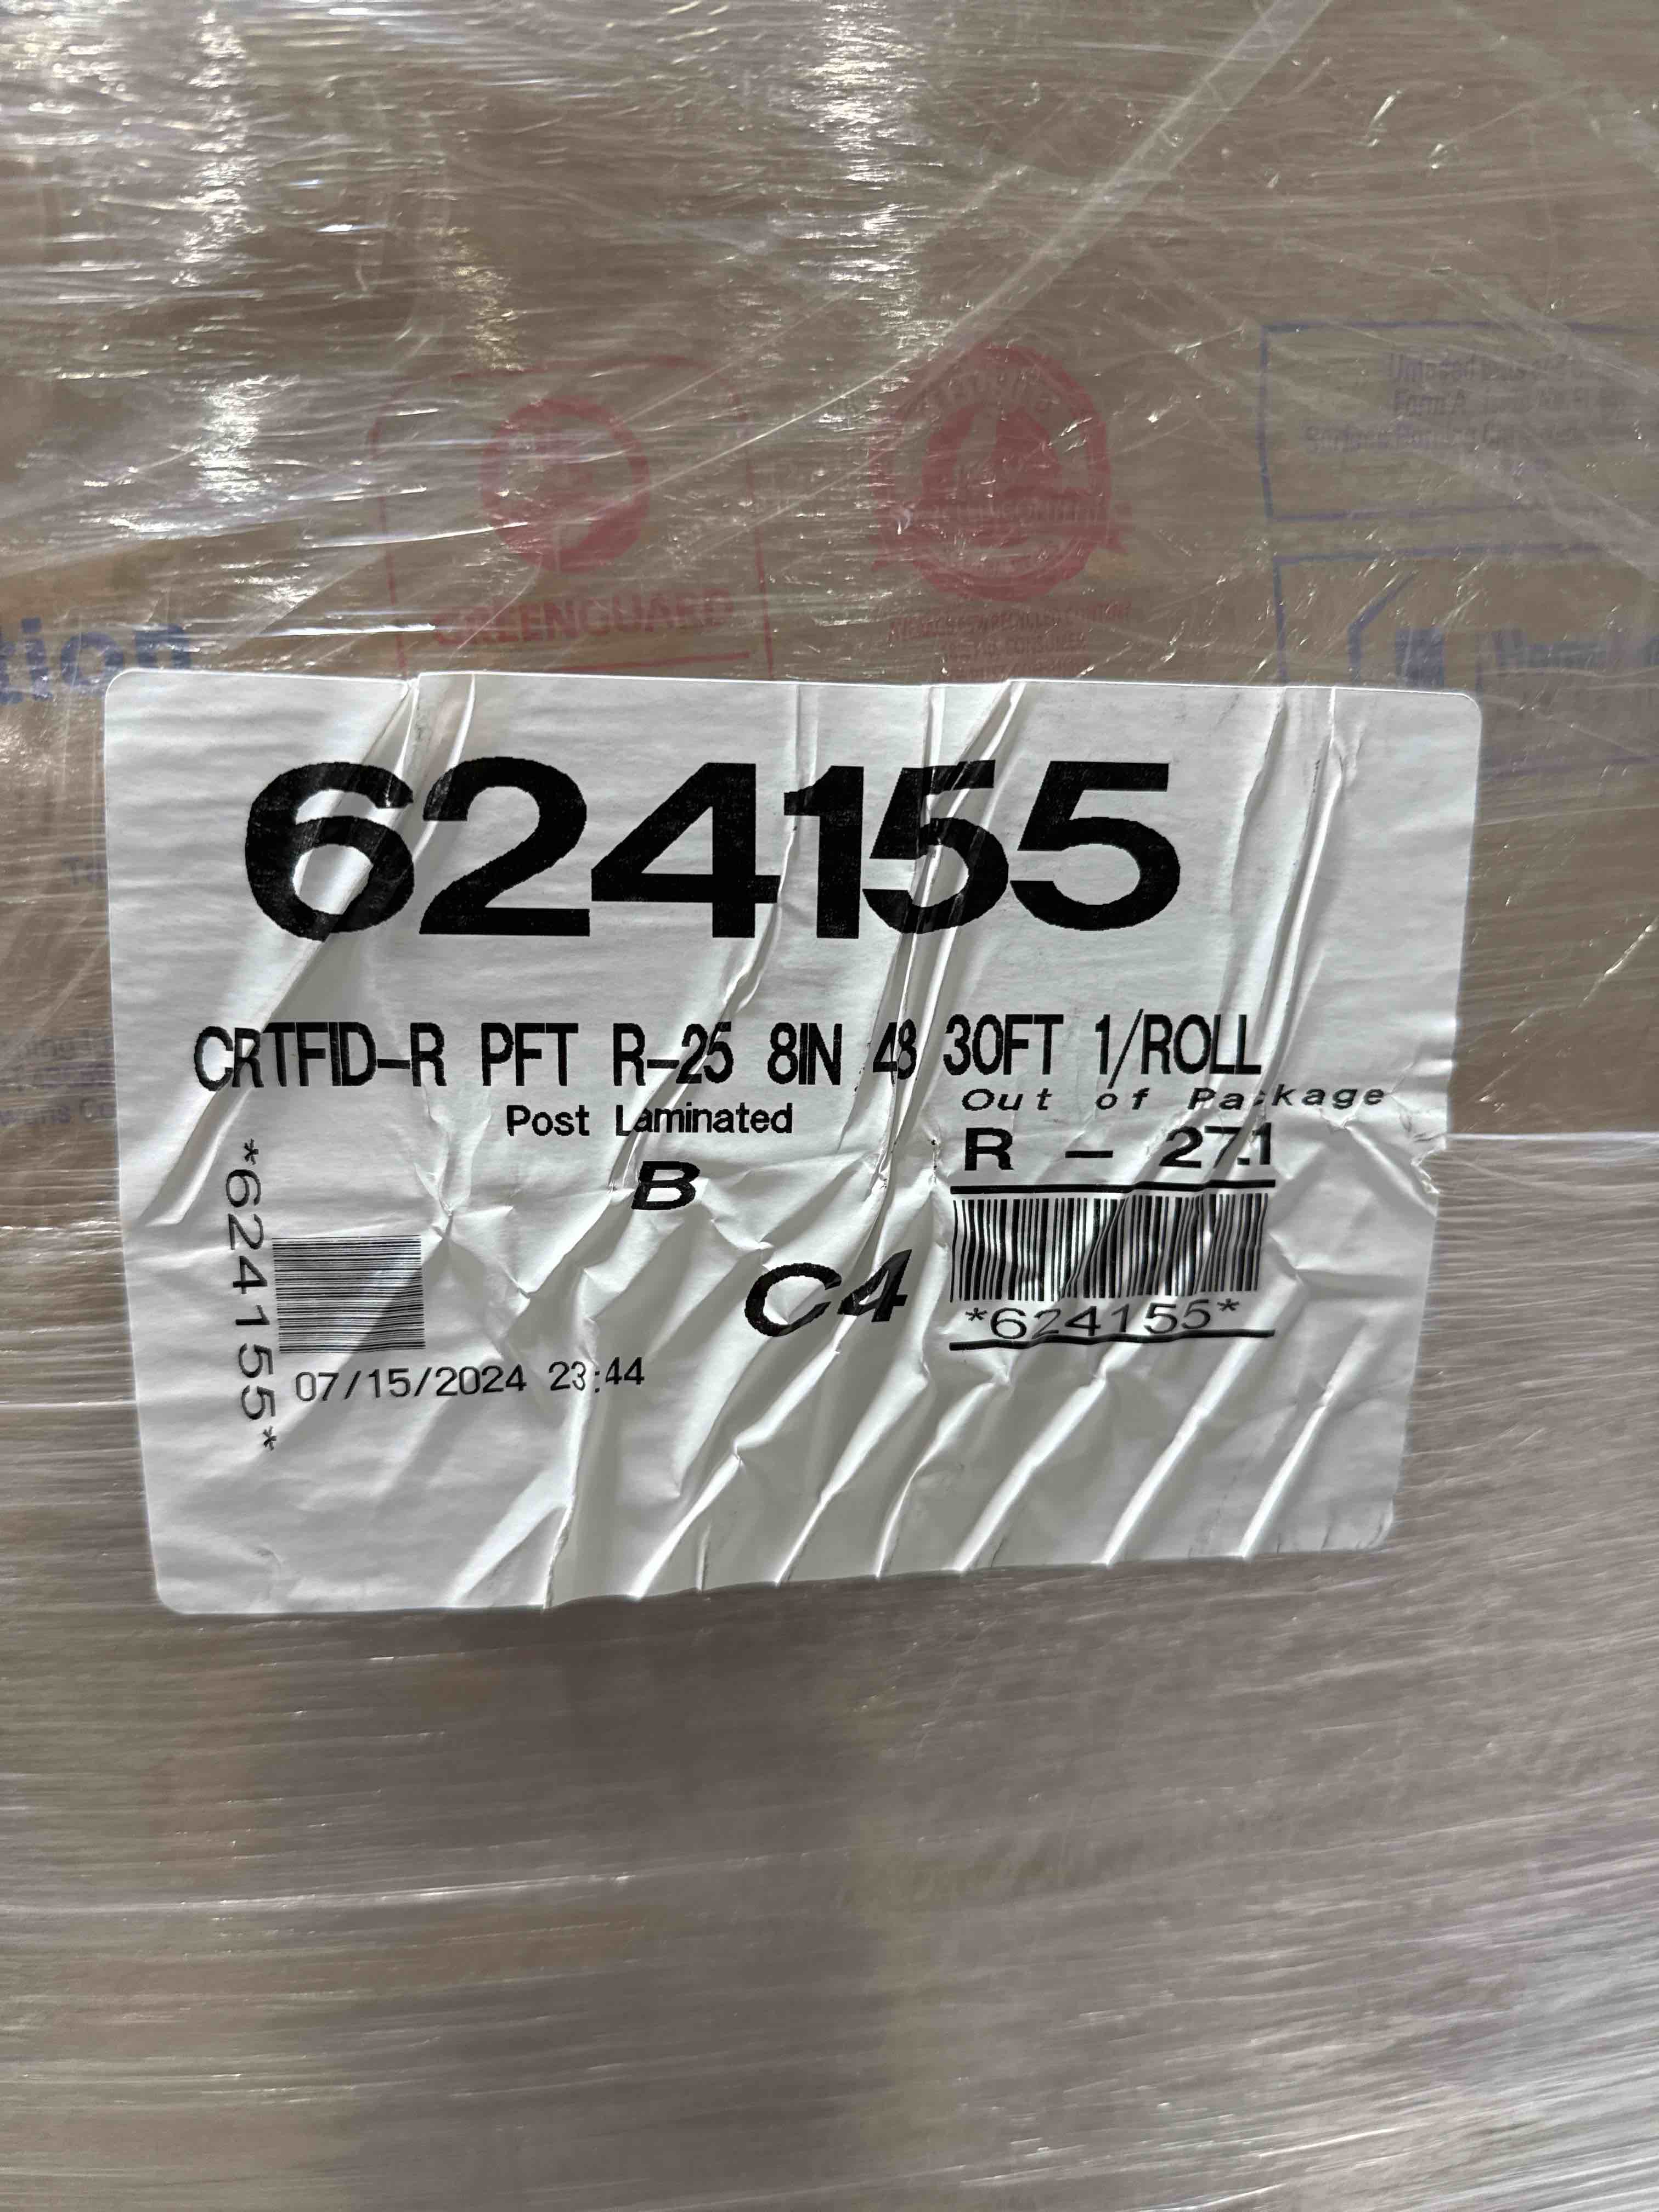 tion
GREENGUARD
624155
CRTFID-R PFT R-25 8IN 48 30FT 1/ROLL
Post Laminated
Out of Package
R - 27.1
B
C4
*624155*
*624155*
07/15/2024 23:44